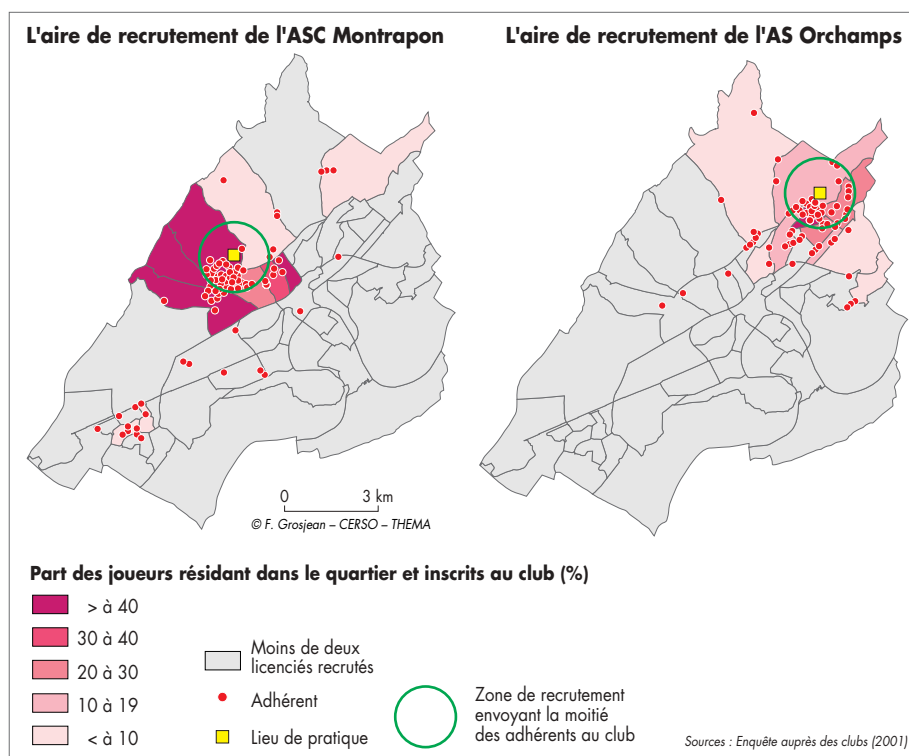 L'aire de recrutement de l'ASC Montrapon
L'aire de recrutement de l'AS Orchamps
0 3 km
© F. Grosjean – CERSO – THEMA
Part des joueurs résidant dans le quartier et inscrits au club (%)
> à 40
30 à 40
20 à 30
10 à 19
< à 10
Moins de deux
licenciés recrutés
Adhérent
Lieu de pratique
Zone de recrutement
envoyant la moitié
des adhérents au club
Sources : Enquête auprès des clubs (2001)